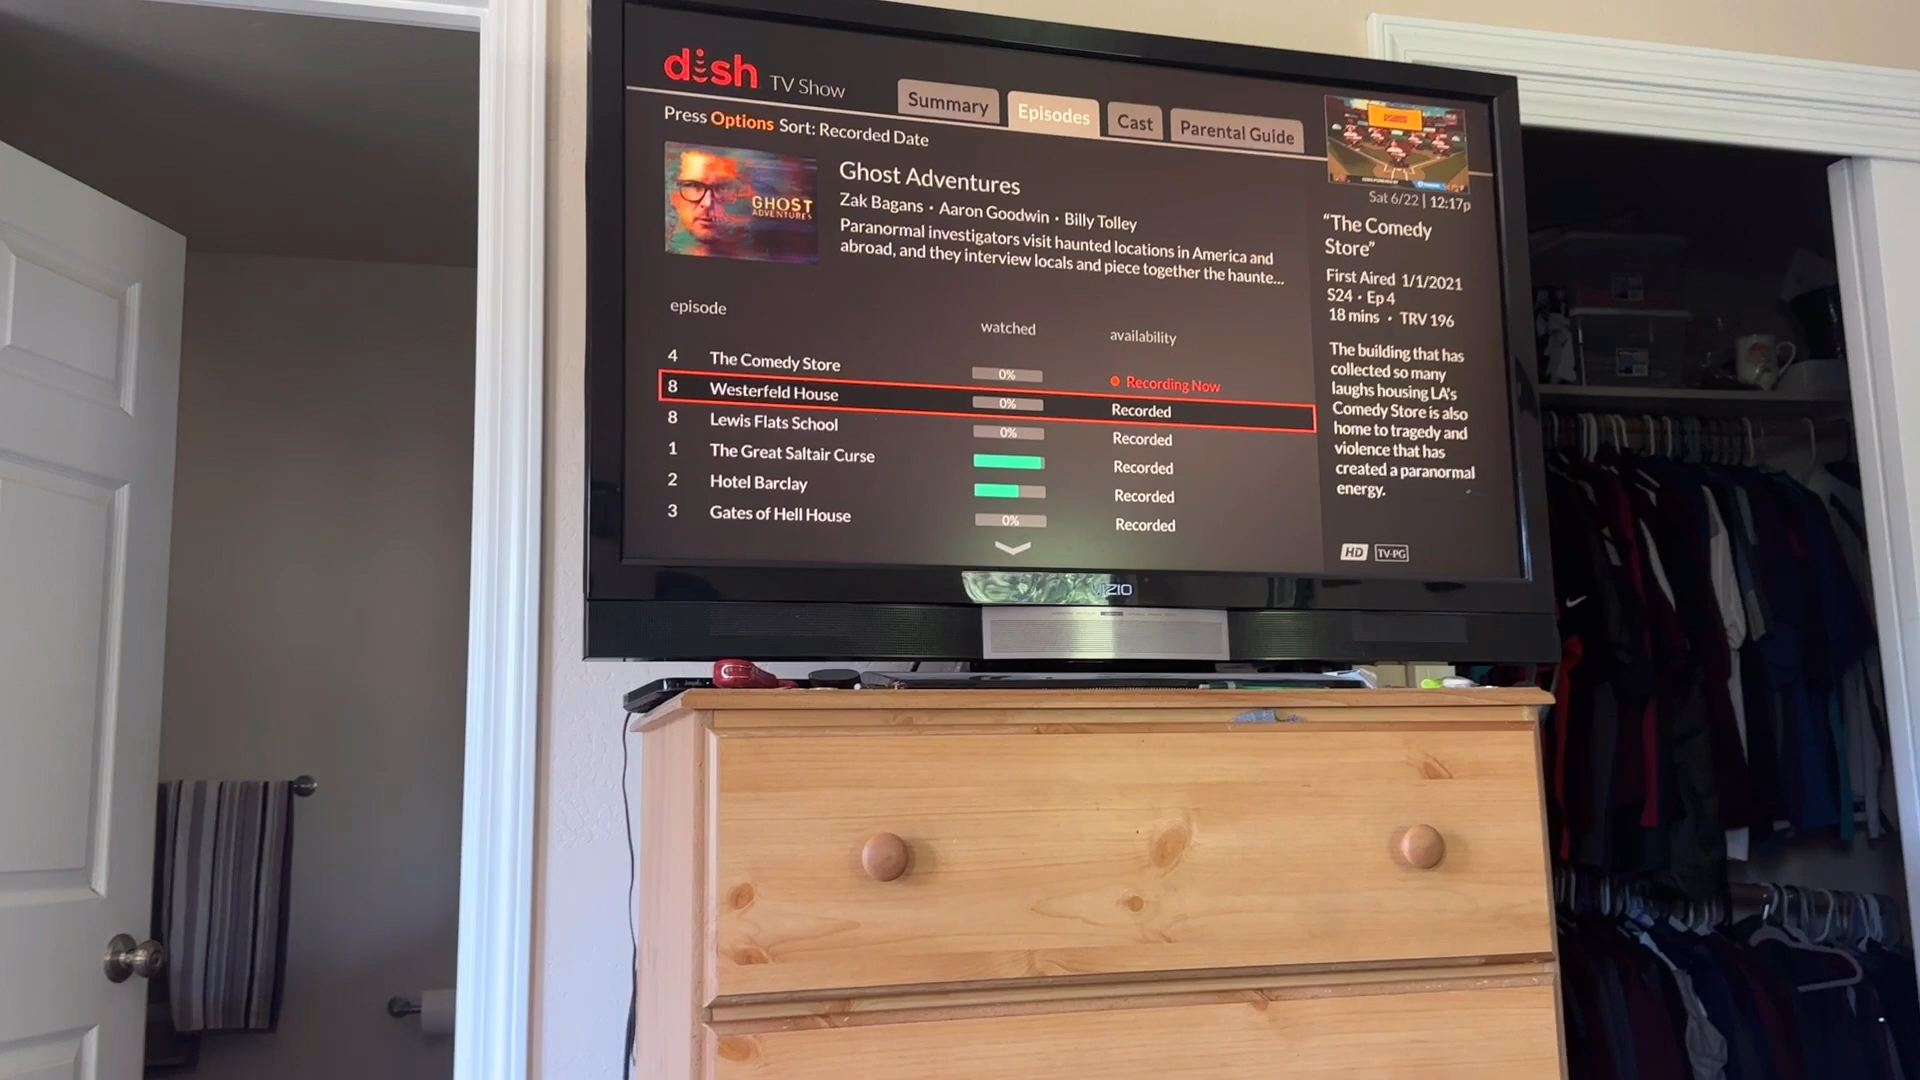 dish TV Show
Summary
Episodes
Cast
Parental Guide
Press Options Sort: Recorded Date
GHOST
ADVENTURES
Ghost Adventures
Zak Bagans • Aaron Goodwin • Billy Tolley
Paranormal investigators visit haunted locations in America and
abroad, and they interview locals and piece together the haunte...
episode watched availability
4 The Comedy Store 0% Recording Now
8 Westerfeld House 0% Recorded
8 Lewis Flats School 0% Recorded
1 The Great Saltair Curse Recorded
2 Hotel Barclay Recorded
3 Gates of Hell House 0% Recorded
Sat 6/22 | 12:17p
“The Comedy
Store”
First Aired 1/1/2021
S24 • Ep 4
18 mins • TRV 196
The building that has
collected so many
laughs housing LA's
Comedy Store is also
home to tragedy and
violence that has
created a paranormal
energy.
HD TV-PG
VIZIO